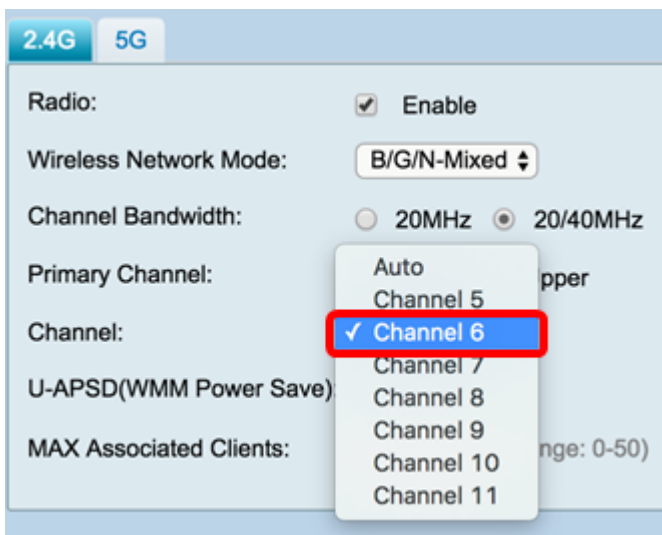 2.4G 5G
Radio: Enable
Wireless Network Mode: B/G/N-Mixed
Channel Bandwidth: 20MHz 20/40MHz
Primary Channel: pper
Channel:
U-APSD(WMM Power Save):
MAX Associated Clients: nge: 0-50)
Auto
Channel 5
✓ Channel 6
Channel 7
Channel 8
Channel 9
Channel 10
Channel 11